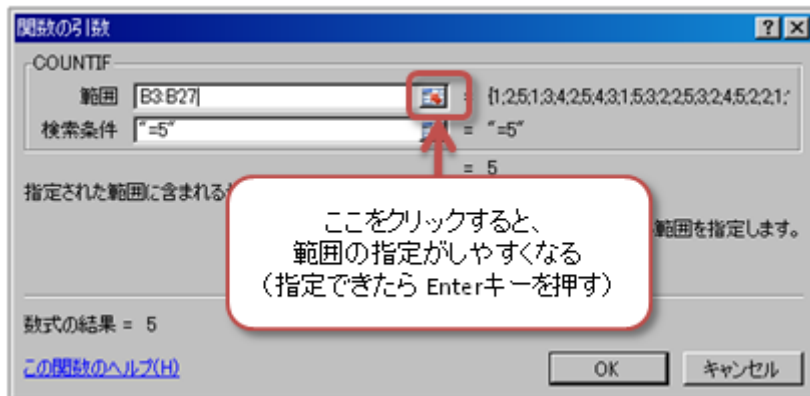 関数の引数
COUNTIF
範囲 B3:B27 = {1;2;5;1;3;4;2;5;4;3;1;5;3;2;2;5;3;2;4;5;2;2;1;
検索条件 "=5" = "=5"
= 5
指定された範囲に含まれる 範囲を指定します。
ここをクリックすると、
範囲の指定がしやすくなる
（指定できたら Enterキーを押す）
数式の結果 = 5
この関数のヘルプ(H)
OK キャンセル